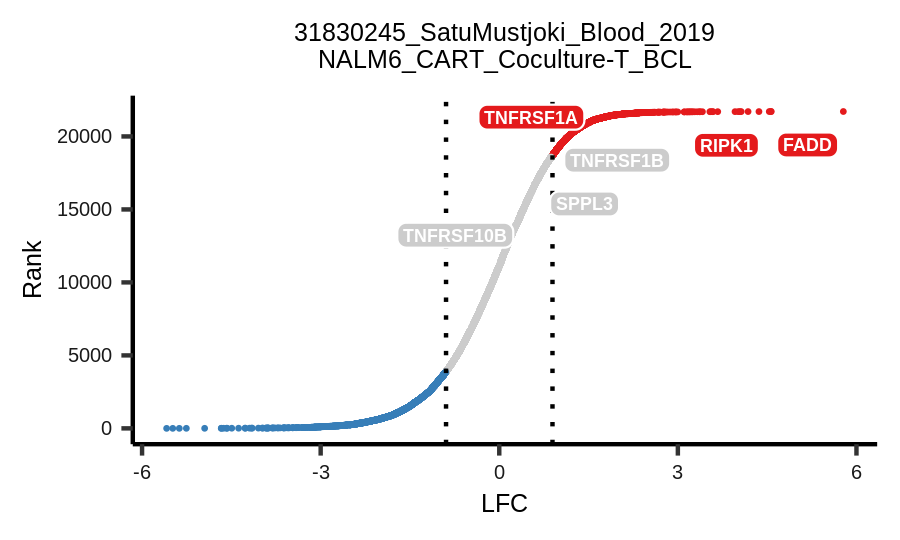 31830245_SatuMustjoki_Blood_2019
NALM6_CART_Coculture-T_BCL
TNFRSF1A
20000
RIPK1
FADD
TNFRSF1B
15000
SPPL3
TNFRSF10B
Rank
10000
5000
0
-6
-3
0
3
6
LFC